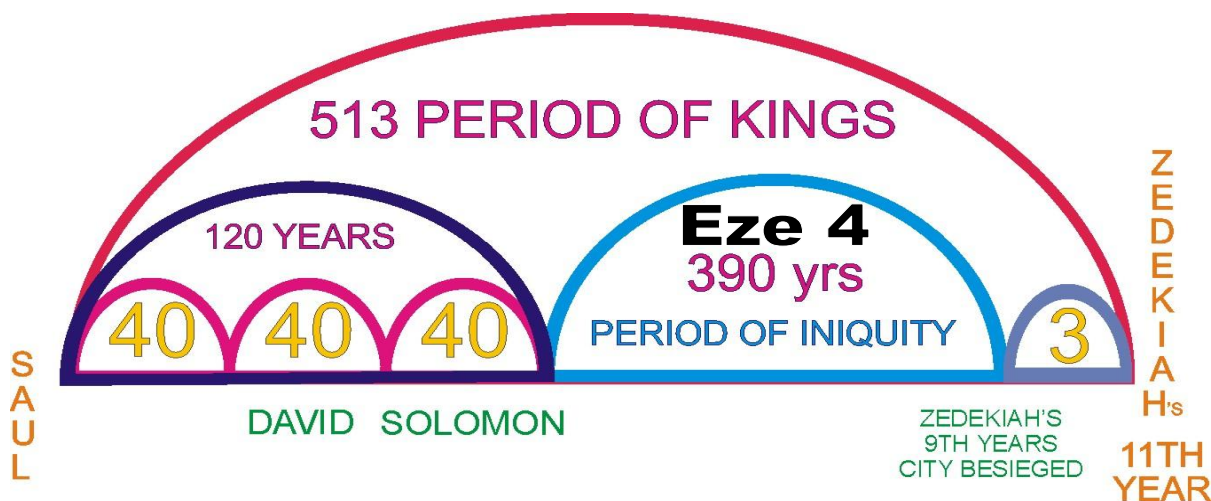 513 PERIOD OF KINGS
120 YEARS
40 40 40
Eze 4
390 yrs
PERIOD OF INIQUITY
3
SAUL
DAVID SOLOMON
ZEDEKIAH'S
9TH YEARS
CITY BESIEGED
ZEDEKIAH's
11TH
YEAR